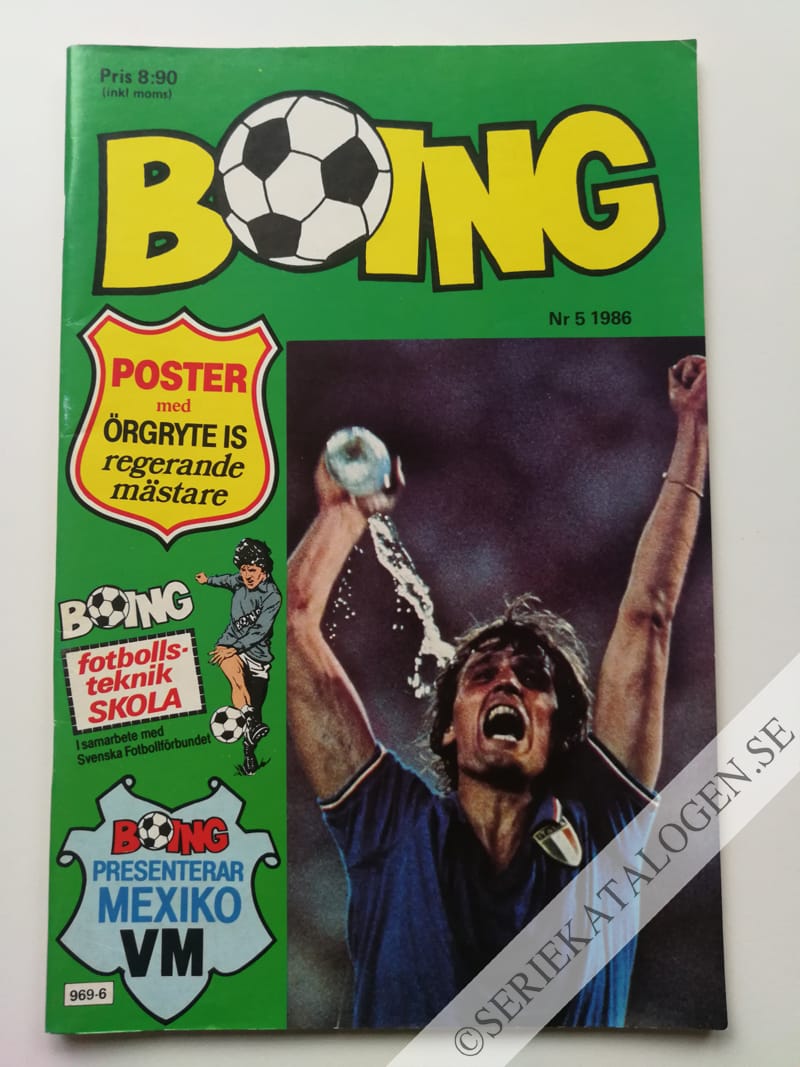 Pris 8:90
(inkl moms)
BOING
Nr 5 1986
POSTER
med
ÖRGRYTE IS
regerande
mästare
BOING
fotbolls-
teknik
SKOLA
I samarbete med
Svenska Fotbollförbundet
BOING
PRESENTERAR
MEXIKO
VM
969-6
©SERIEKATALOGEN.SE